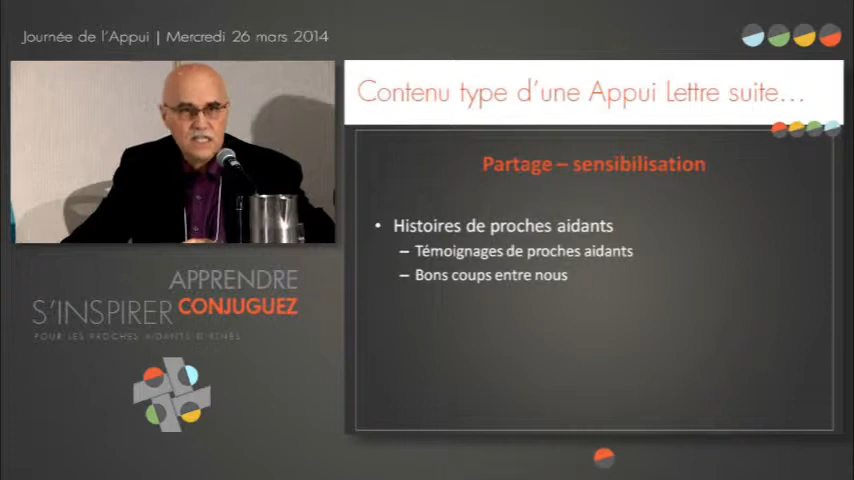 Journée de l'Appui | Mercredi 26 mars 2014
Contenu type d'une Appui Lettre suite...
Partage – sensibilisation
• Histoires de proches aidants
– Témoignages de proches aidants
– Bons coups entre nous
APPRENDRE
S'INSPIRER CONJUGUEZ
POUR LES PROCHES AIDANTS D'AÎNÉS